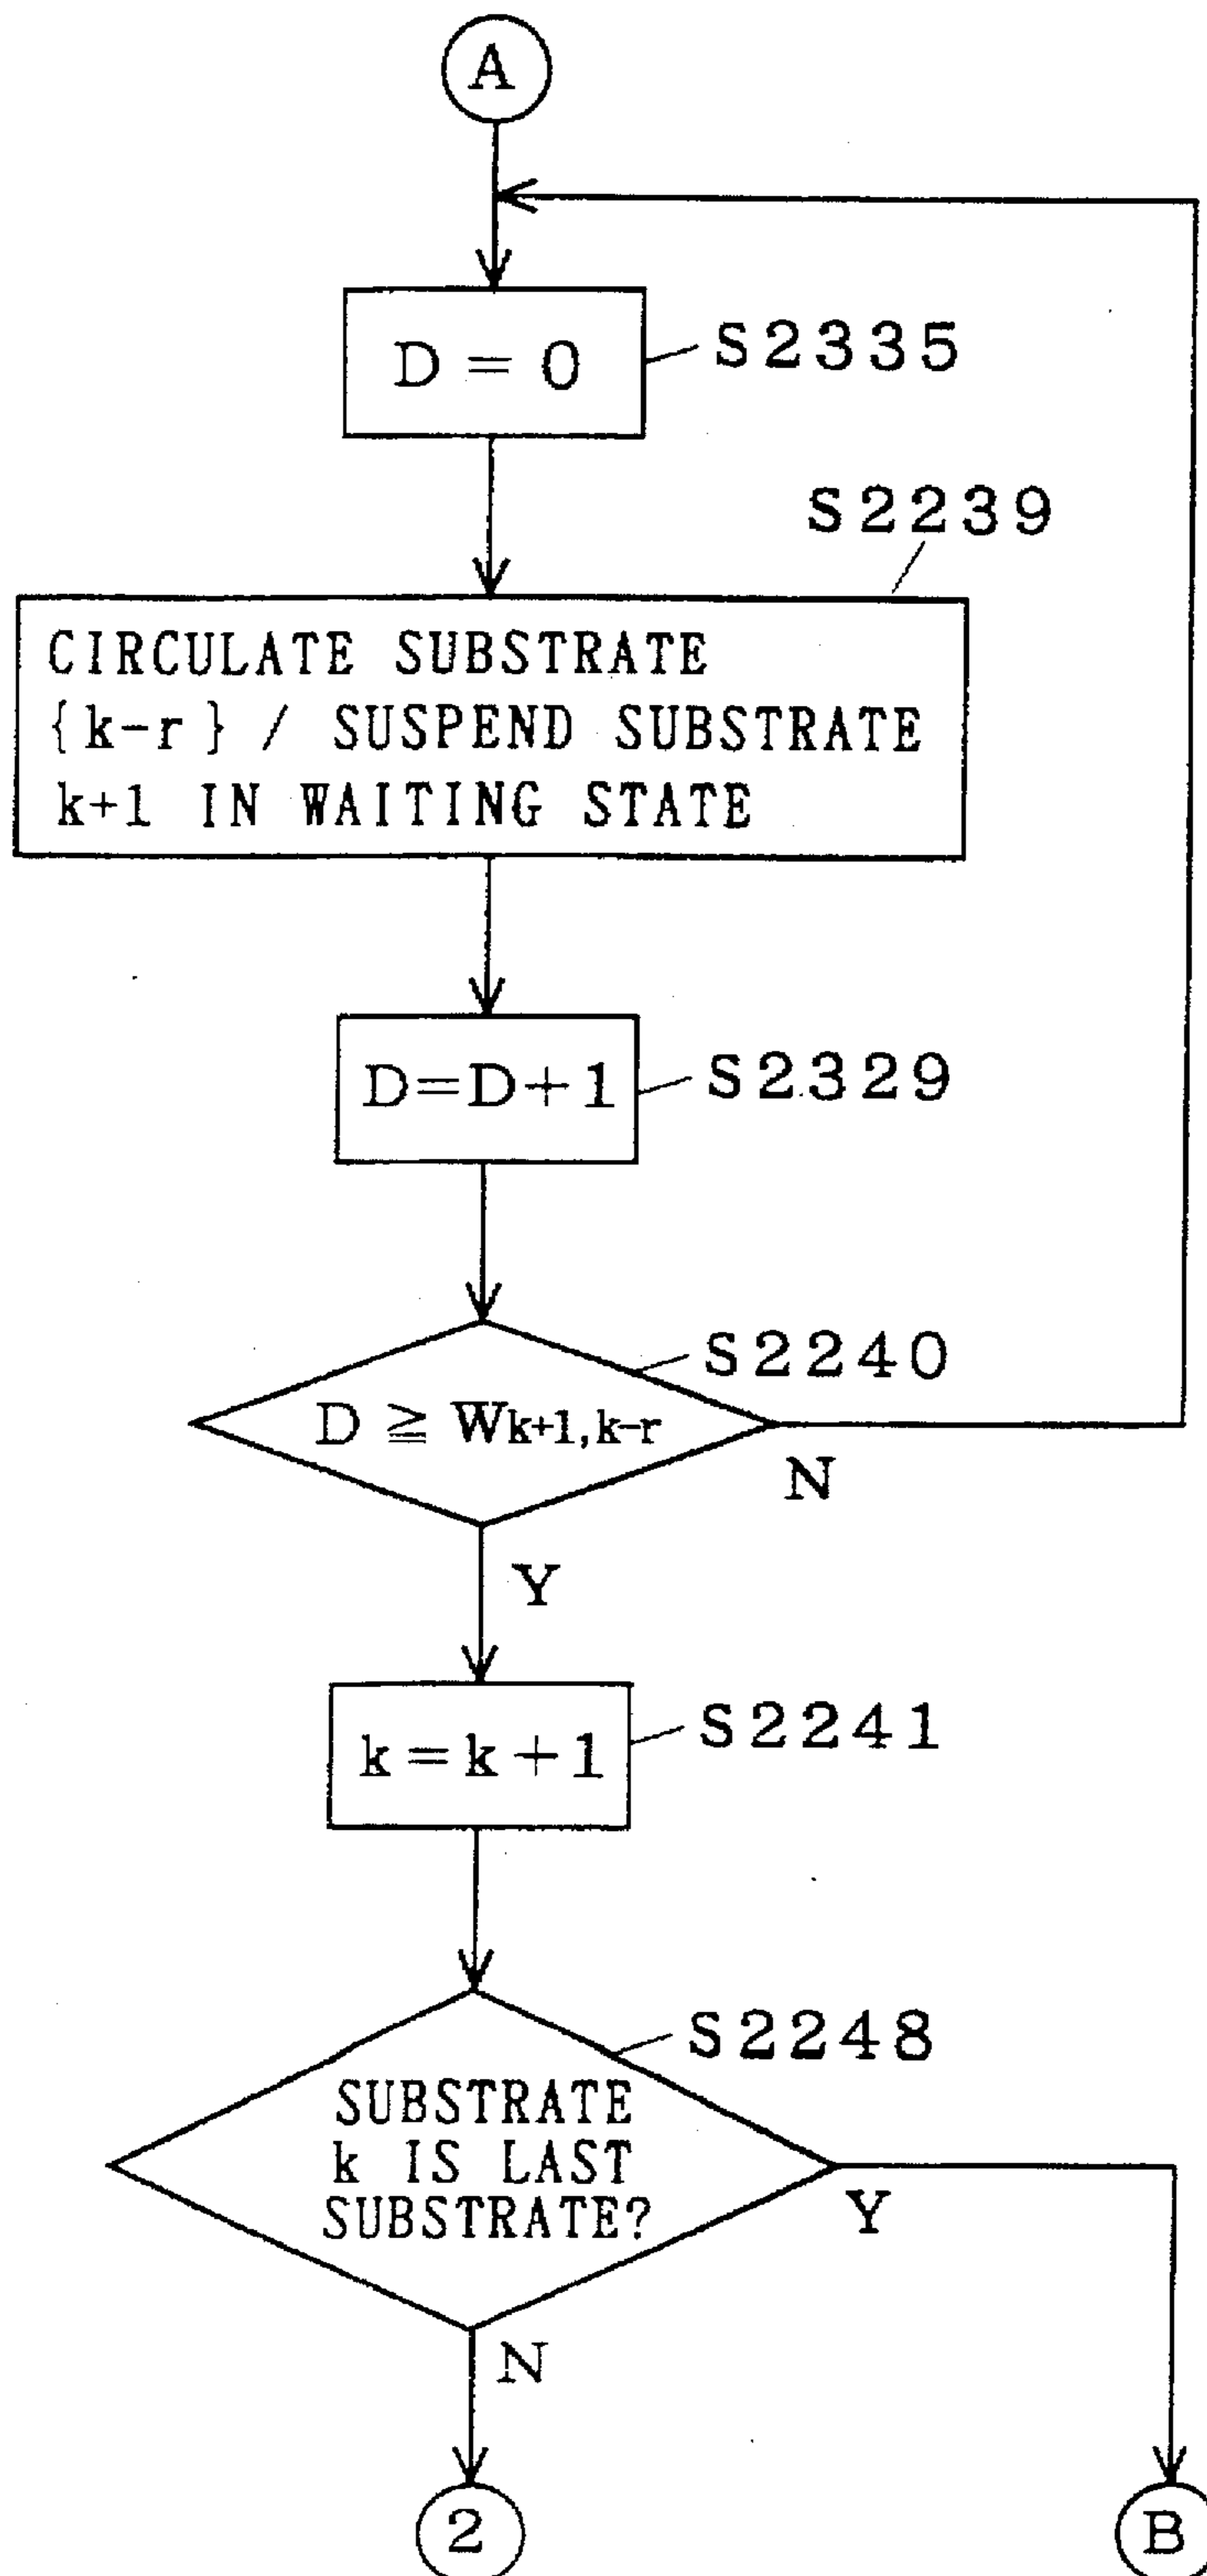 A
D = 0
S2335
S2239
CIRCULATE SUBSTRATE
{k-r} / SUSPEND SUBSTRATE
k+1 IN WAITING STATE
D=D+1
S2329
S2240
D ≧ Wk+1, k-r
N
Y
k=k+1
S2241
S2248
SUBSTRATE
k IS LAST
SUBSTRATE?
Y
N
2
B